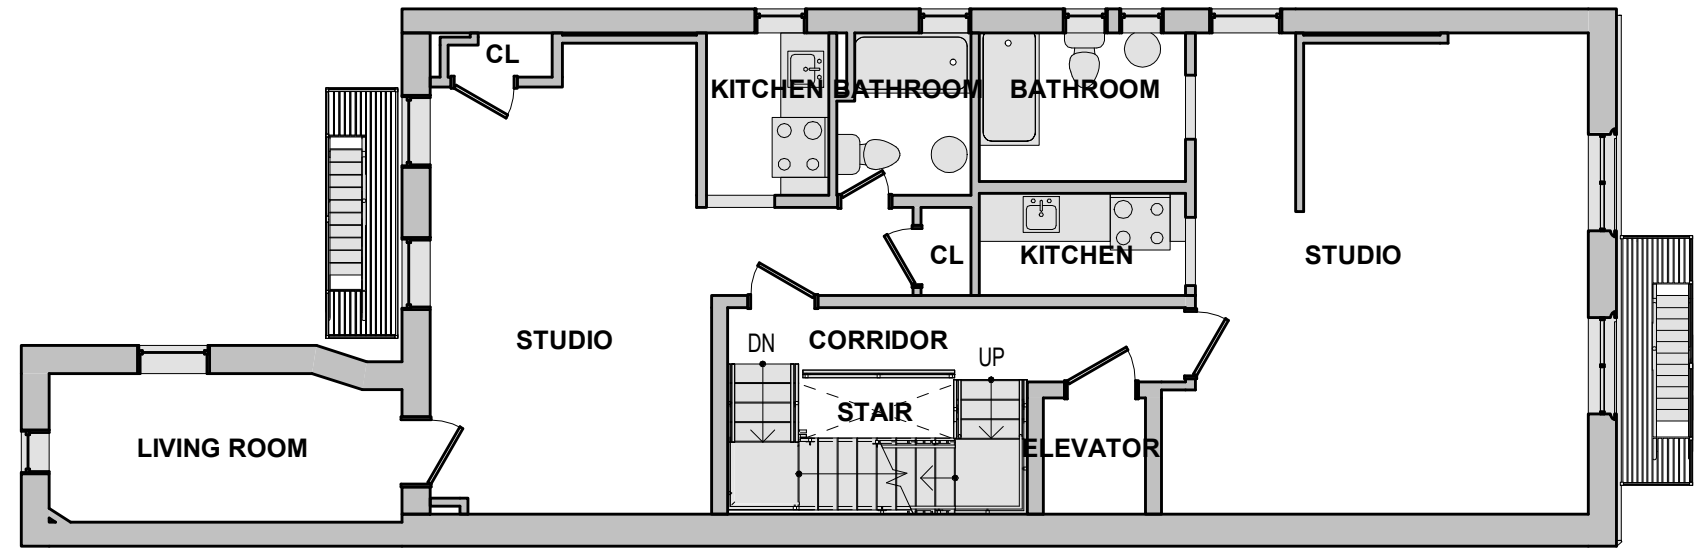 CL
KITCHEN
BATHROOM
BATHROOM
CL
KITCHEN
STUDIO
STUDIO
CORRIDOR
DN
UP
STAIR
LIVING ROOM
ELEVATOR